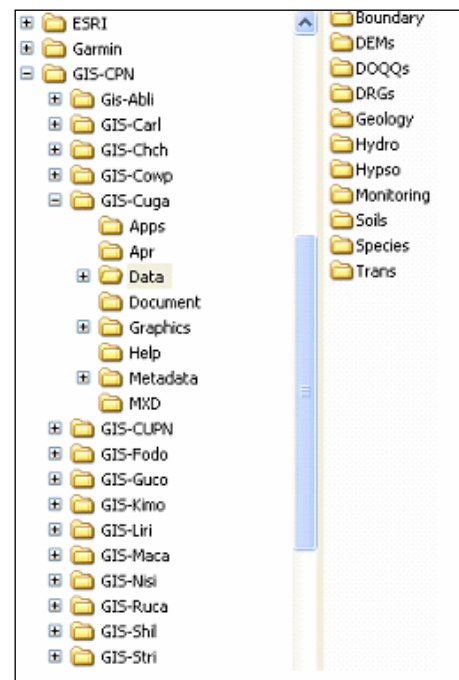 ESRI
Garmin
GIS-CPN
Gis-Abli
GIS-Carl
GIS-Chch
GIS-Cowp
GIS-Cuga
Apps
Apr
Data
Document
Graphics
Help
Metadata
MXD
GIS-CUPN
GIS-Fodo
GIS-Guco
GIS-Kimo
GIS-Liri
GIS-Maca
GIS-Nisi
GIS-Ruca
GIS-Shil
GIS-Stri
Boundary
DEMs
DOQQs
DRGs
Geology
Hydro
Hypso
Monitoring
Soils
Species
Trans